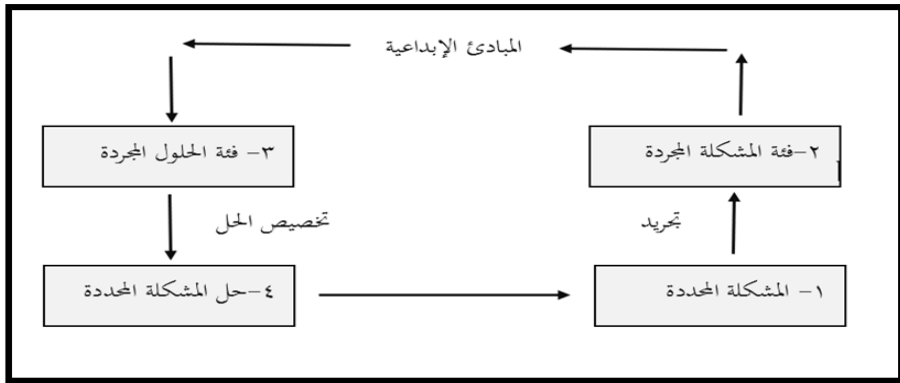 المبادئ الإبداعية
٢-فئة المشكلة المجردة
٣- فئة الحلول المجردة
تجريد
تخصيص الحل
١- المشكلة المحددة
٤-حل المشكلة المحددة